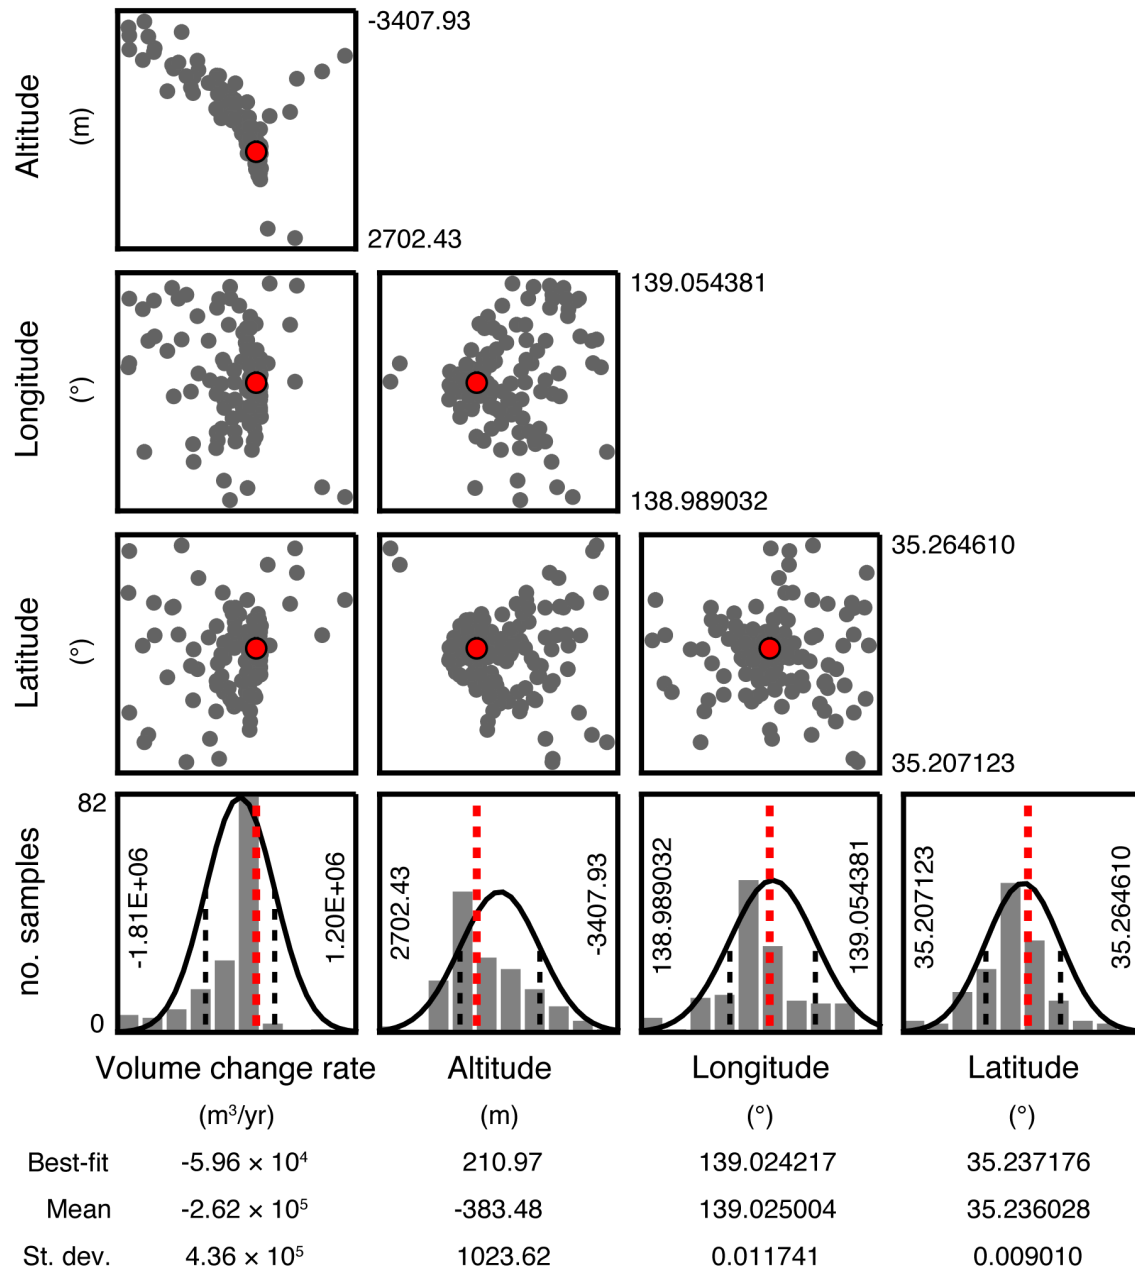 -3407.93
Altitude
(m)
2702.43
139.054381
Longitude
(°)
138.989032
35.264610
Latitude
(°)
35.207123
82
no. samples
0
-1.81E+06
1.20E+06
2702.43
-3407.93
138.989032
139.054381
35.207123
35.264610
Volume change rate Altitude Longitude Latitude
(m³/yr) (m) (°) (°)
Best-fit -5.96 × 10⁴ 210.97 139.024217 35.237176
Mean -2.62 × 10⁵ -383.48 139.025004 35.236028
St. dev. 4.36 × 10⁵ 1023.62 0.011741 0.009010